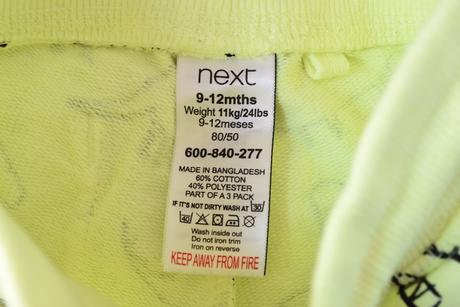 next
9-12mths
Weight 11kg/24lbs
9-12meses
80/50
600-840-277
MADE IN BANGLADESH
60% COTTON
40% POLYESTER
PART OF A 3 PACK
IF IT'S NOT DIRTY WASH AT 30
40
Wash inside out
Do not iron trim
Iron on reverse
KEEP AWAY FROM FIRE